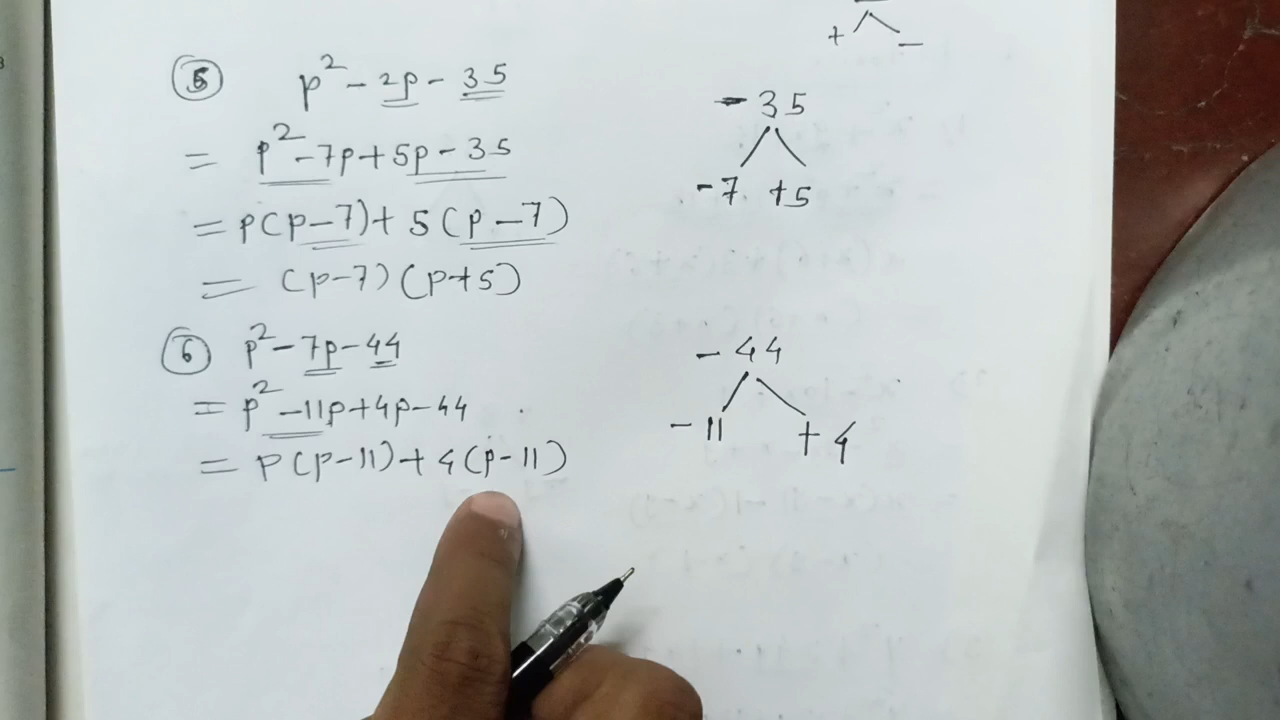 + −
⑤ p² − 2p − 35
= p² − 7p + 5p − 35
= p(p − 7) + 5(p − 7)
= (p − 7)(p + 5)
− 35
− 7 + 5
⑥ p² − 7p − 44
= p² − 11p + 4p − 44
= p(p − 11) + 4(p − 11)
− 44
− 11 + 4